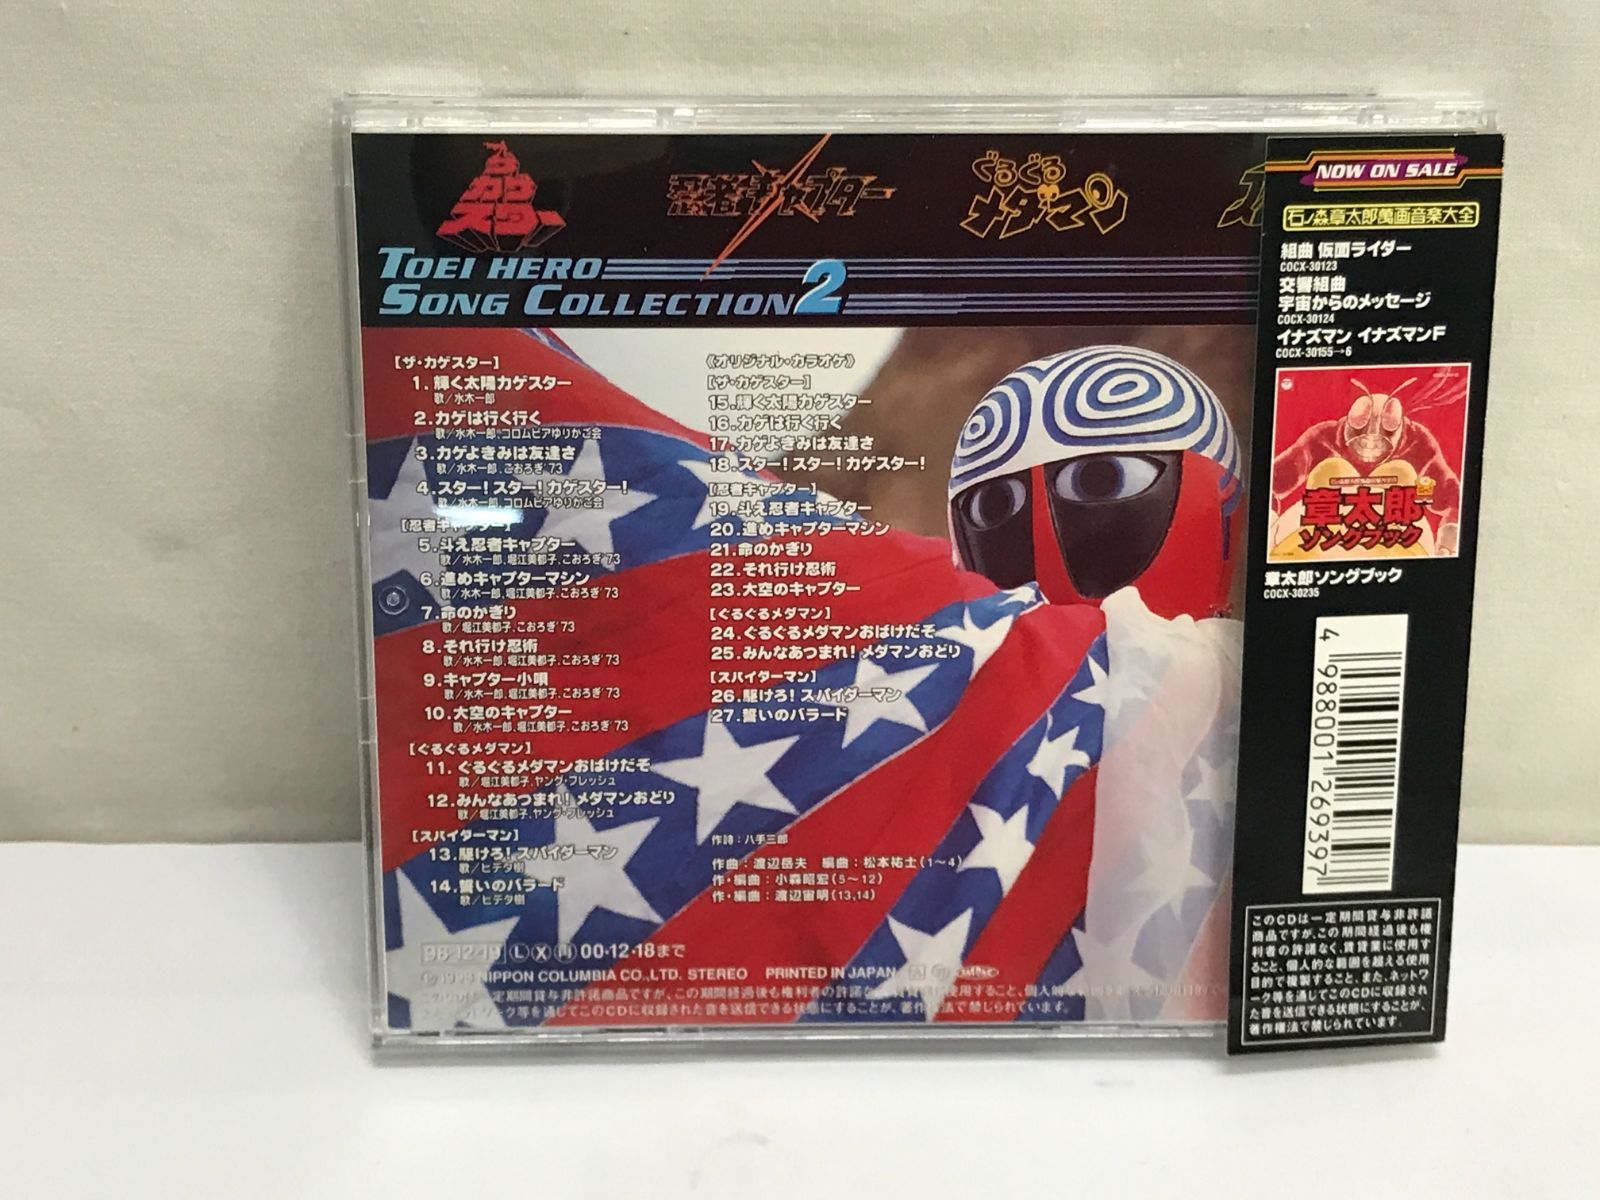 ザ・カゲスター
忍者キャプター
ぐるぐるメダマン
TOEI HERO
SONG COLLECTION 2
[ザ・カゲスター]
1. 輝く太陽カゲスター
歌／水木一郎
2. カゲは行く行く
歌／水木一郎、コロムビアゆりかご会
3. カゲよきみは友達さ
歌／水木一郎、こおろぎ'73
4. スター!スター!カゲスター!
歌／水木一郎、コロムビアゆりかご会
[忍者キャプター]
5. 斗え忍者キャプター
歌／水木一郎、堀江美都子、こおろぎ'73
6. 進めキャプターマシン
歌／水木一郎、堀江美都子、こおろぎ'73
7. 命のかぎり
歌／堀江美都子、こおろぎ'73
8. それ行け忍術
歌／水木一郎、堀江美都子、こおろぎ'73
9. キャプター小唄
歌／水木一郎、堀江美都子、こおろぎ'73
10. 大空のキャプター
歌／水木一郎、堀江美都子、こおろぎ'73
[ぐるぐるメダマン]
11. ぐるぐるメダマンおばけだぞ
歌／堀江美都子、ヤング・フレッシュ
12. みんなあつまれ!メダマンおどり
歌／堀江美都子、ヤング・フレッシュ
[スパイダーマン]
13. 駆けろ!スパイダーマン
歌／ヒデタ樹
14. 誓いのバラード
歌／ヒデタ樹
《オリジナル・カラオケ》
[ザ・カゲスター]
15. 輝く太陽カゲスター
16. カゲは行く行く
17. カゲよきみは友達さ
18. スター!スター!カゲスター!
[忍者キャプター]
19. 斗え忍者キャプター
20. 進めキャプターマシン
21. 命のかぎり
22. それ行け忍術
23. 大空のキャプター
[ぐるぐるメダマン]
24. ぐるぐるメダマンおばけだぞ
25. みんなあつまれ!メダマンおどり
[スパイダーマン]
26. 駆けろ!スパイダーマン
27. 誓いのバラード
作詩：八手三郎
作曲：渡辺岳夫 編曲：松本祐士(1〜4)
作・編曲：小森昭宏(5〜12)
作・編曲：渡辺宙明(13,14)
98・12・19 L X 再 00・12・18まで
1998 NIPPON COLUMBIA CO., LTD. STEREO PRINTED IN JAPAN
NOW ON SALE
石ノ森章太郎萬画音楽大全
組曲 仮面ライダー
COCX-30123
交響組曲
宇宙からのメッセージ
COCX-30124
イナズマン イナズマンF
COCX-30155→6
石ノ森章太郎萬画音楽大全
章太郎
ソングブック
章太郎ソングブック
COCX-30235
4 988001 269397
このCDは一定期間貸与非許諾
商品ですが、この期間経過後も権
利者の許諾なく、賃貸業に使用す
ること、個人的な範囲を超える使用
目的で複製すること、また、ネットワ
ーク等を通じてこのCDに収録され
た音を送信できる状態にすることが、
著作権法で禁じられています。